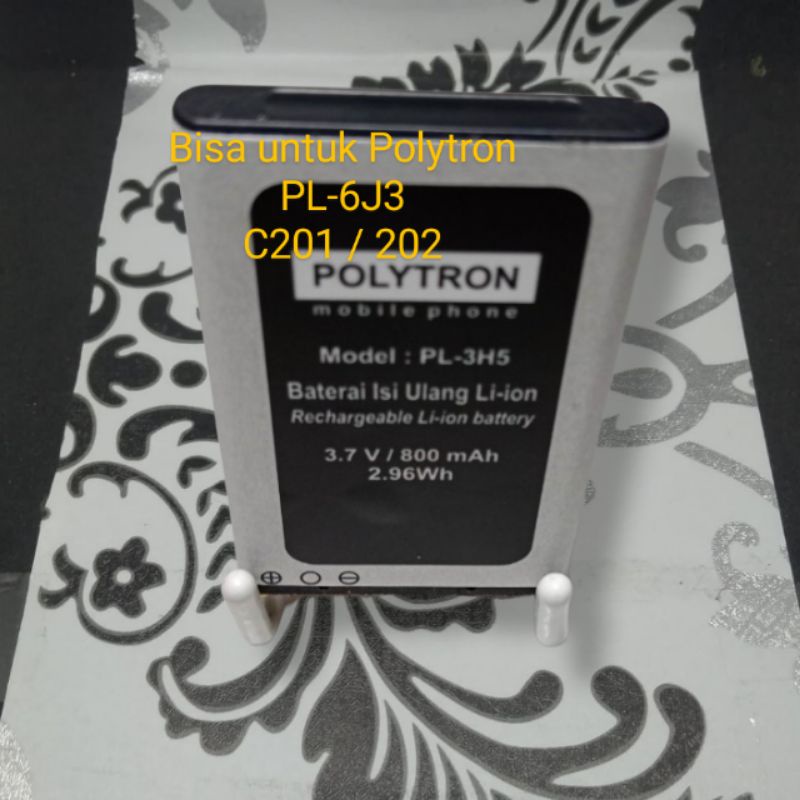 Bisa untuk Polytron
PL-6J3
C201 / 202
POLYTRON
mobile phone
Model : PL-3H5
Baterai Isi Ulang Li-ion
Rechargeable Li-ion battery
3.7 V / 800 mAh
2.96Wh